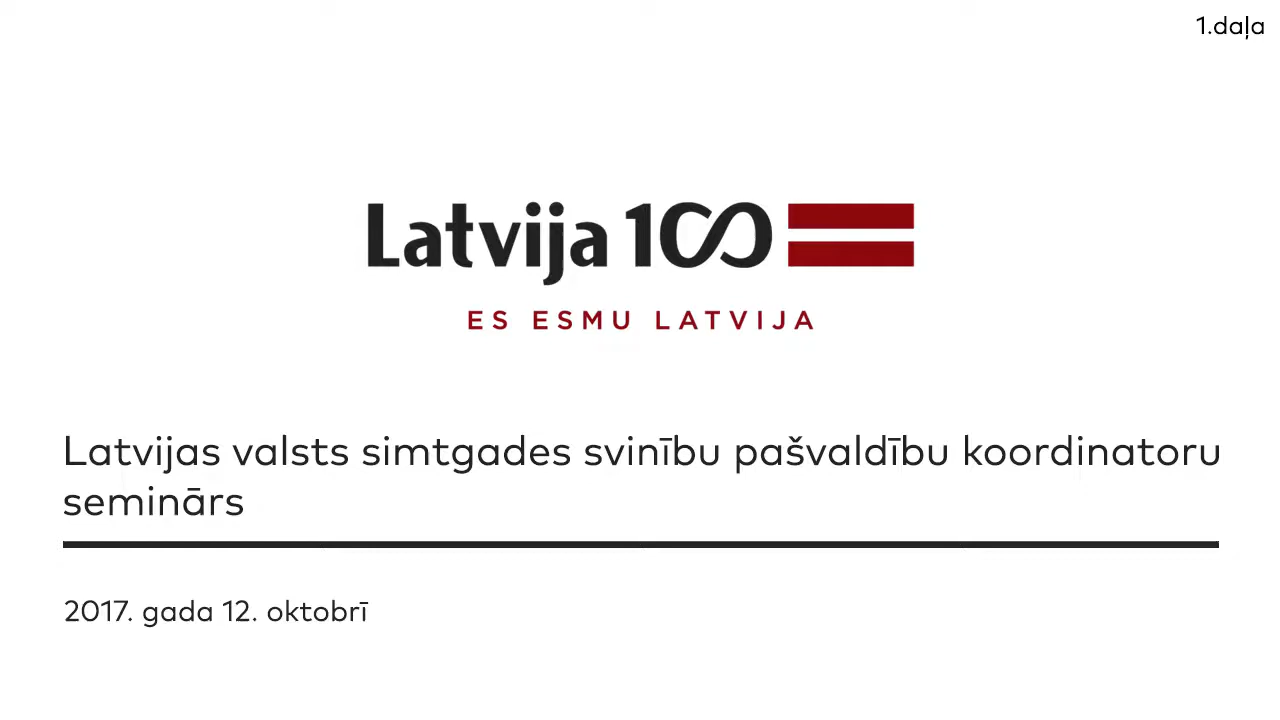 1.daļa
Latvija 100
ES ESMU LATVIJA
Latvijas valsts simtgades svinību pašvaldību koordinatoru
seminārs
2017. gada 12. oktobrī